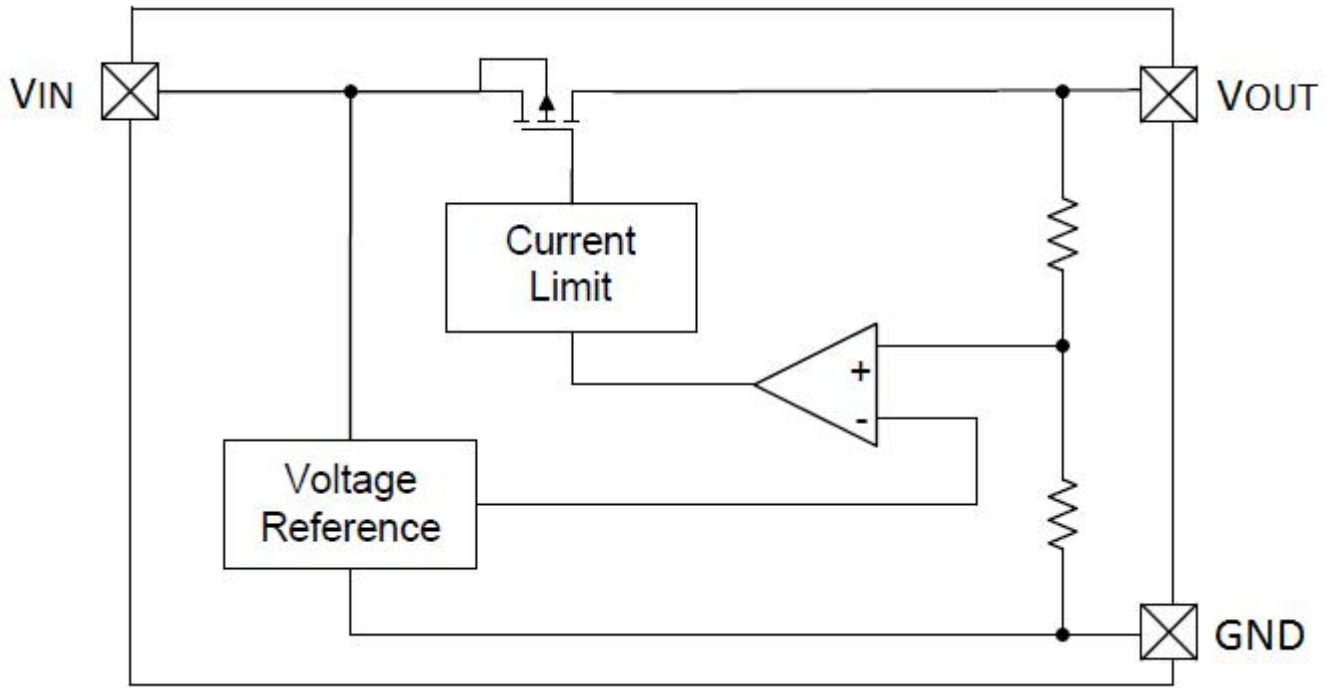 VIN
VOUT
Current
Limit
+
-
Voltage
Reference
GND